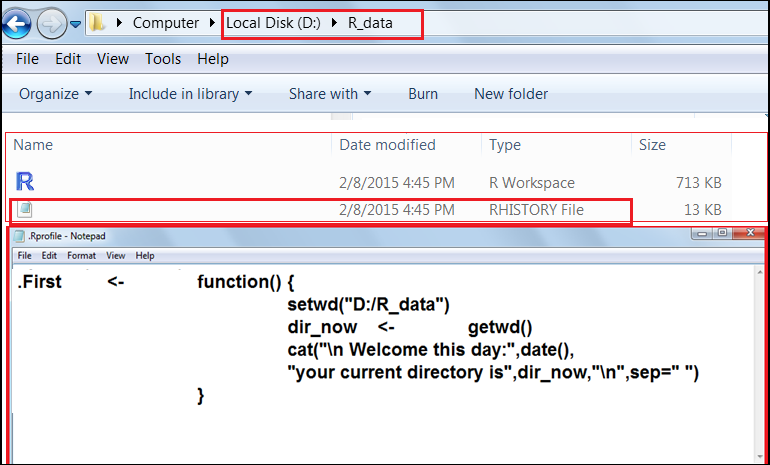 Computer Local Disk (D:) R_data
File Edit View Tools Help
Organize Include in library Share with Burn New folder
Name Date modified Type Size
R 2/8/2015 4:45 PM R Workspace 713 KB
2/8/2015 4:45 PM RHISTORY File 13 KB
.Rprofile - Notepad
File Edit Format View Help
.First <- function() {
setwd("D:/R_data")
dir_now <- getwd()
cat("\n Welcome this day:",date(),
"your current directory is",dir_now,"\n",sep=" ")
}